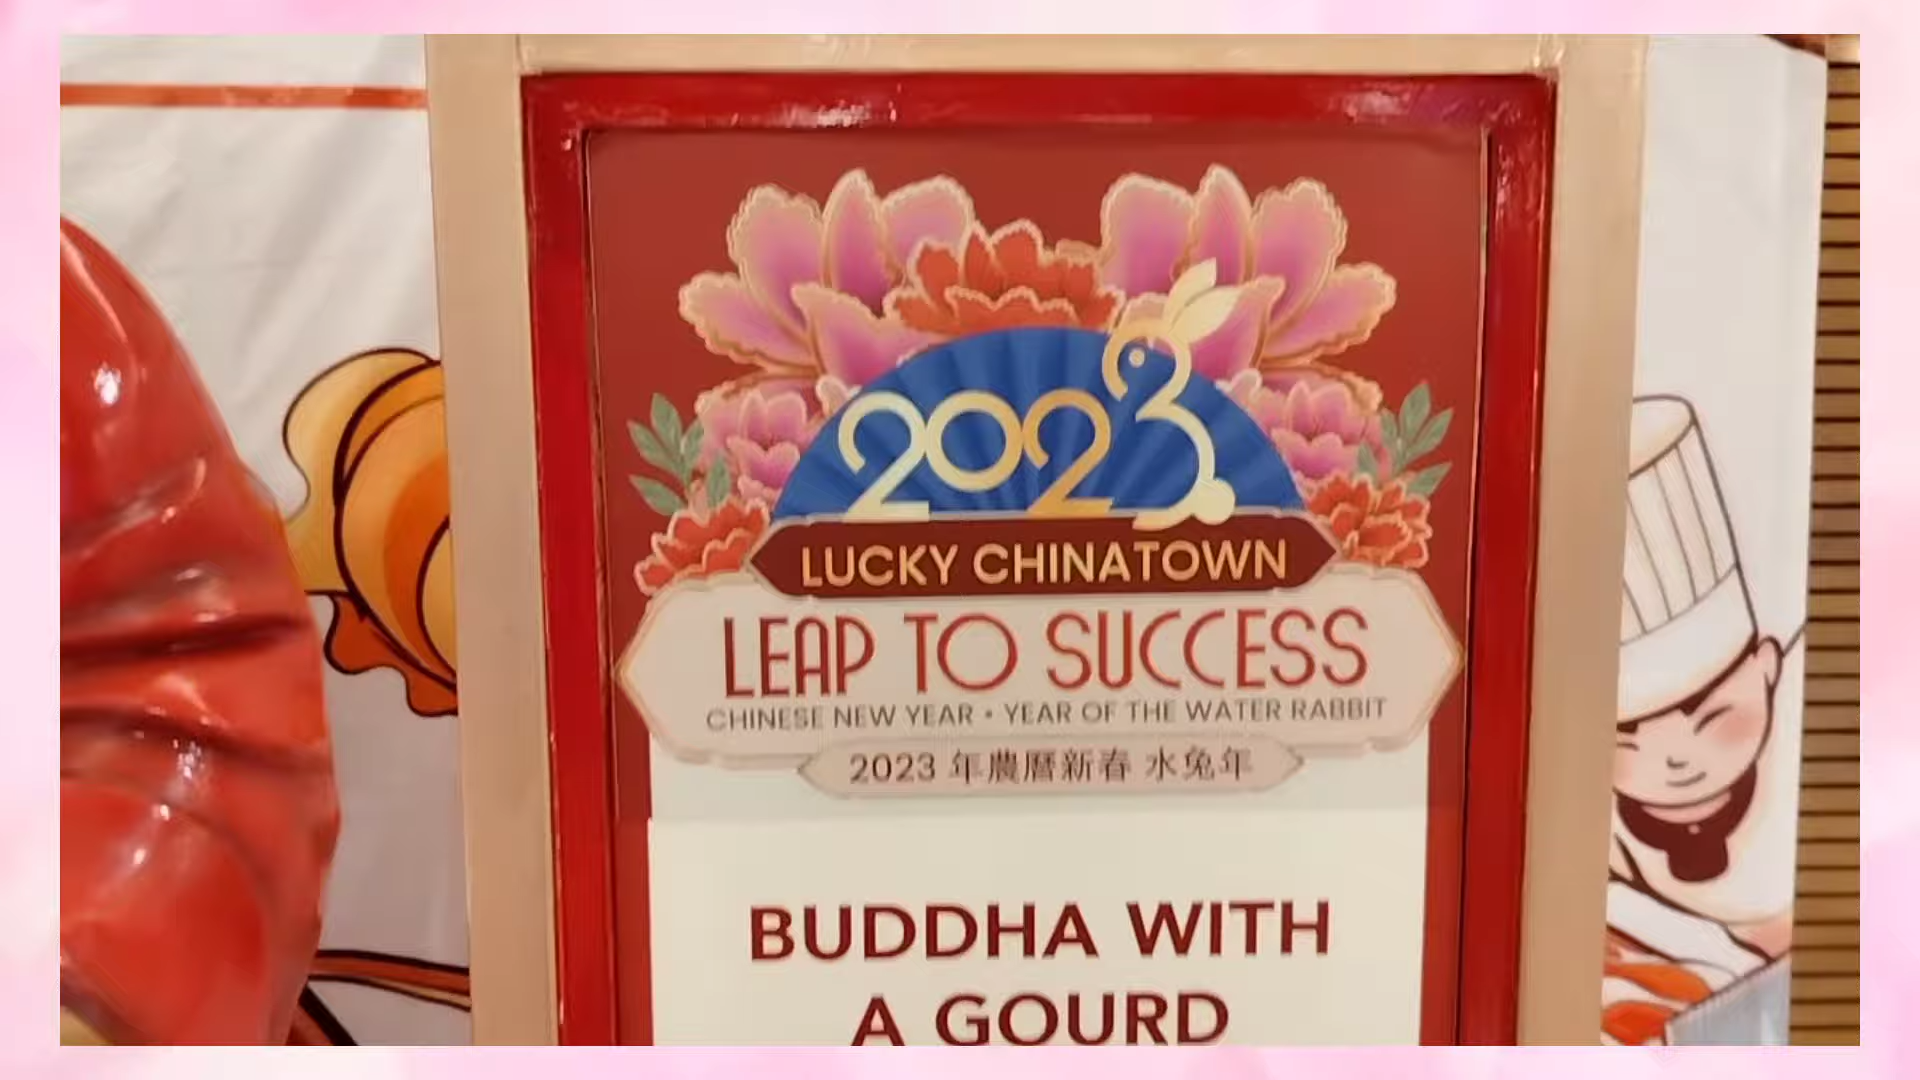 2023
LUCKY CHINATOWN
LEAP TO SUCCESS
CHINESE NEW YEAR • YEAR OF THE WATER RABBIT
2023 年農曆新春 水兔年
BUDDHA WITH
A GOURD